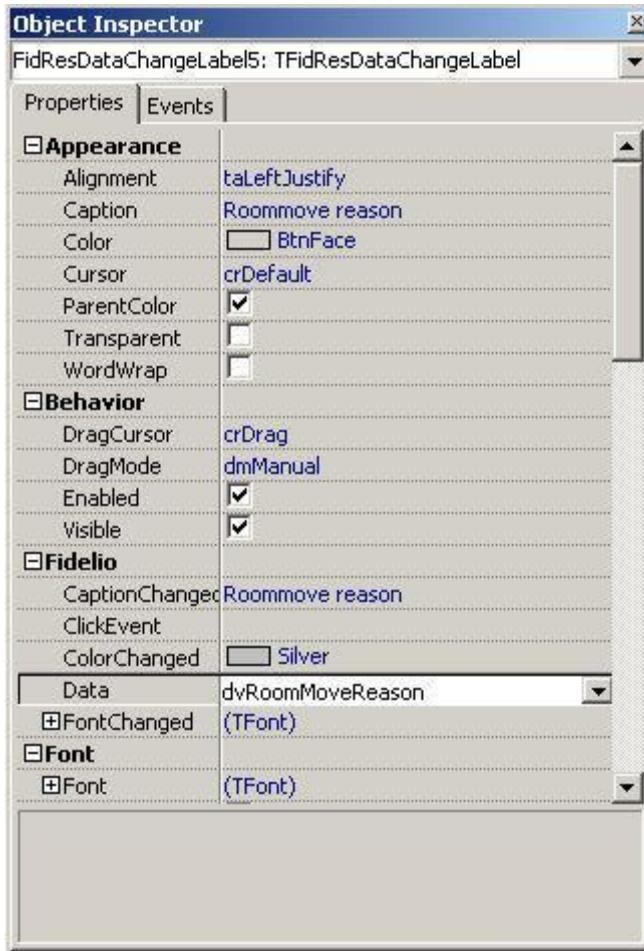 Object Inspector
FidResDataChangeLabel5: TFidResDataChangeLabel
Properties Events
Appearance
Alignment taLeftJustify
Caption Roommove reason
Color BtnFace
Cursor crDefault
ParentColor
Transparent
WordWrap
Behavior
DragCursor crDrag
DragMode dmManual
Enabled
Visible
Fidelio
CaptionChanged Roommove reason
ClickEvent
ColorChanged Silver
Data dvRoomMoveReason
FontChanged (TFont)
Font
Font (TFont)